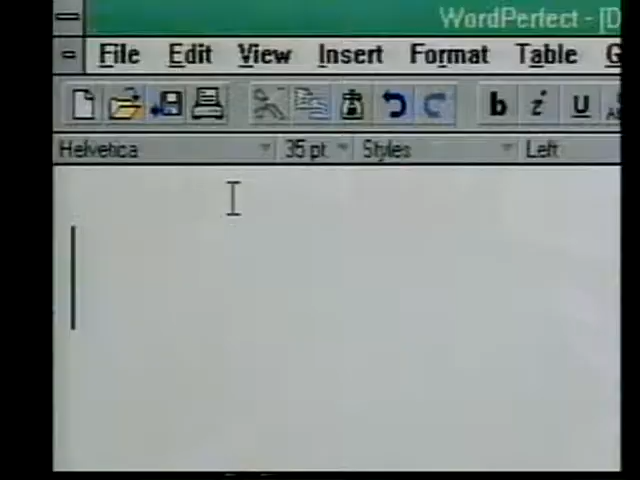 WordPerfect - [D
File Edit View Insert Format Table G
b i U A
Helvetica 35 pt Styles Left